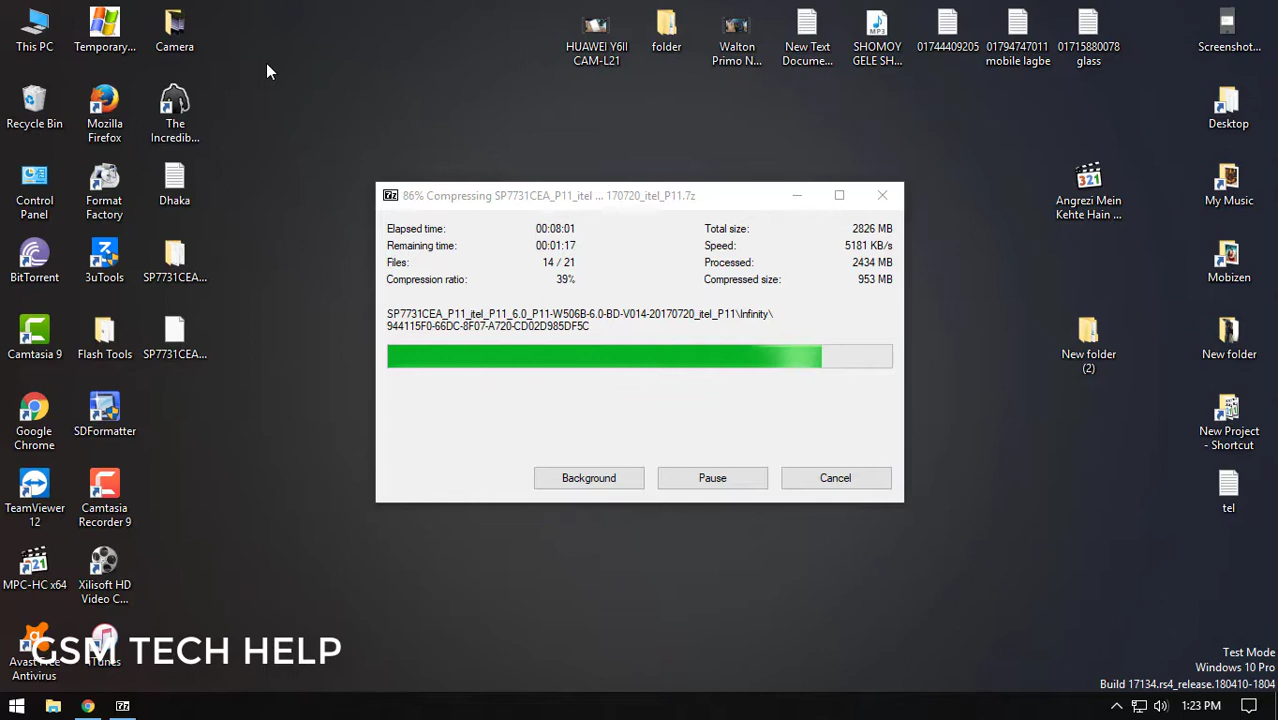 This PC
Temporary...
Camera
HUAWEI Y6II
CAM-L21
folder
Walton
Primo N...
New Text
Docume...
SHOMOY
GELE SH...
01744409205
01794747011
mobile lagbe
01715880078
glass
Screenshot...
Recycle Bin
Mozilla
Firefox
The
Incredib...
Desktop
Control
Panel
Format
Factory
Dhaka
Angrezi Mein
Kehte Hain ...
My Music
BitTorrent
3uTools
SP7731CEA...
Mobizen
Camtasia 9
Flash Tools
SP7731CEA...
New folder
(2)
New folder
Google
Chrome
SDFormatter
New Project
- Shortcut
TeamViewer
12
Camtasia
Recorder 9
tel
MPC-HC x64
Xilisoft HD
Video C...
Avast Free
Antivirus
iTunes
86% Compressing SP7731CEA_P11_itel ... 170720_itel_P11.7z
Elapsed time: 00:08:01 Total size: 2826 MB
Remaining time: 00:01:17 Speed: 5181 KB/s
Files: 14 / 21 Processed: 2434 MB
Compression ratio: 39% Compressed size: 953 MB
SP7731CEA_P11_itel_P11_6.0_P11-W506B-6.0-BD-V014-20170720_itel_P11\Infinity\
944115F0-66DC-8F07-A720-CD02D985DF5C
Background
Pause
Cancel
GSM TECH HELP
Test Mode
Windows 10 Pro
Build 17134.rs4_release.180410-1804
1:23 PM